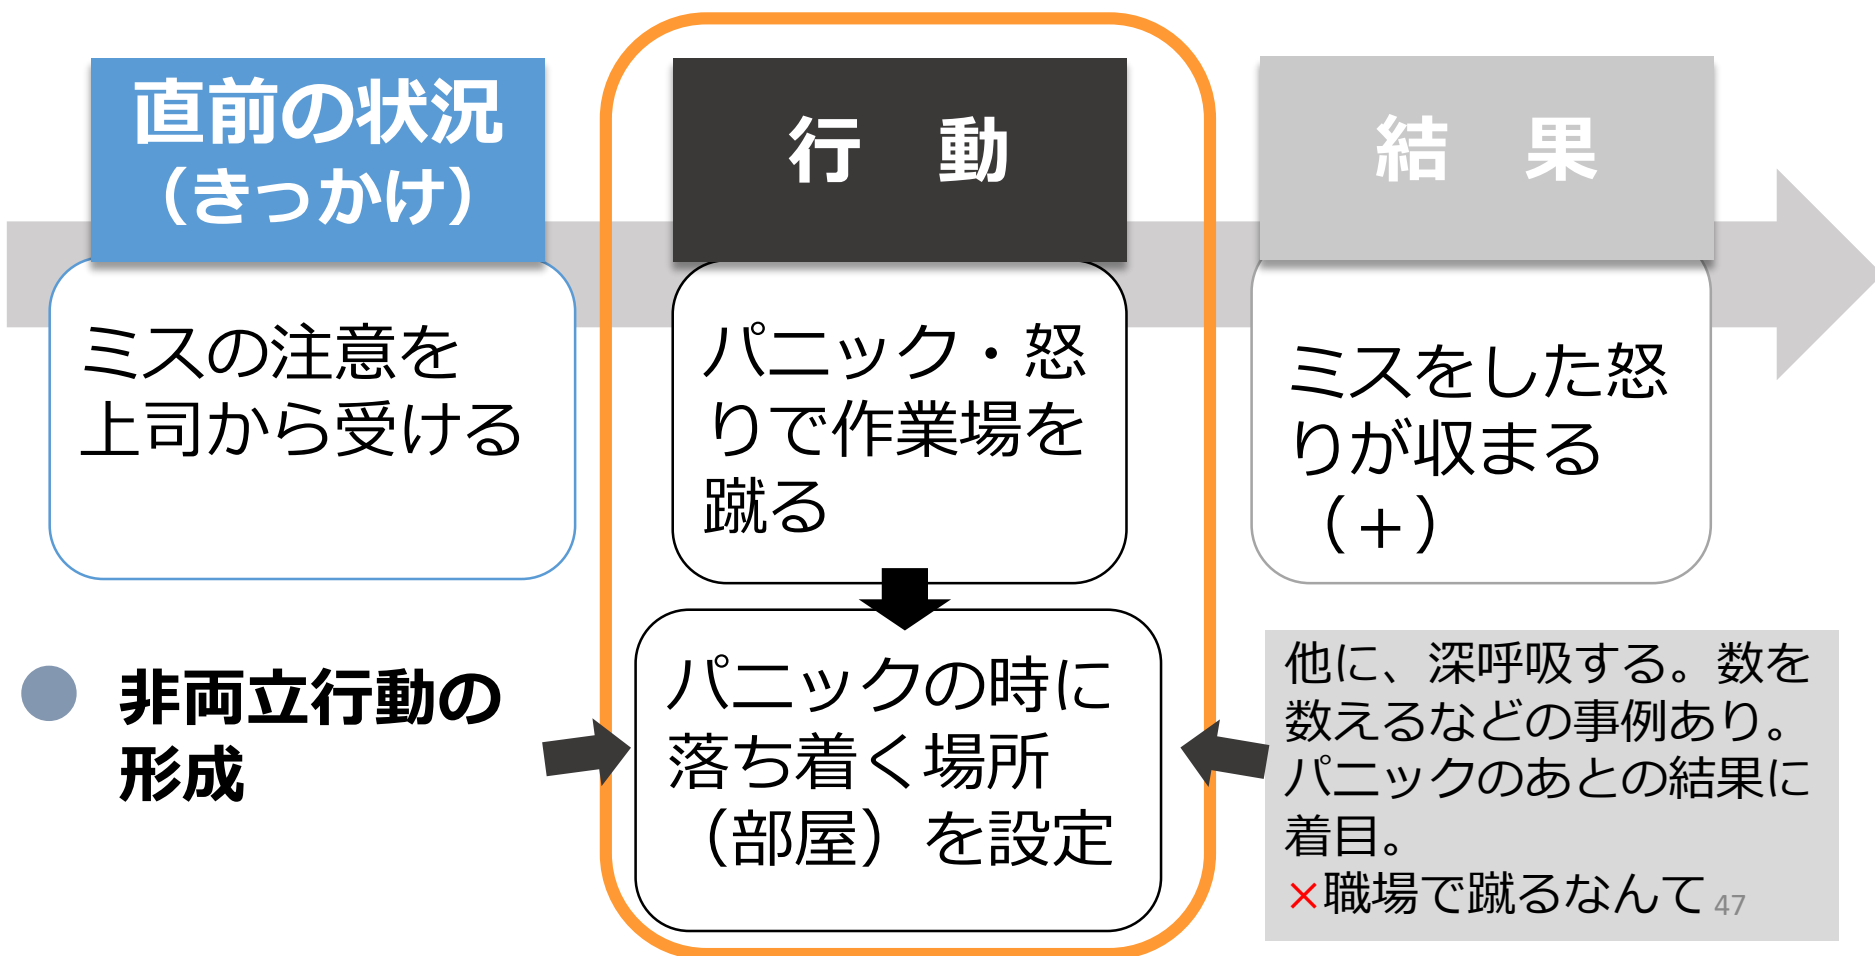 直前の状況
（きっかけ）
ミスの注意を
上司から受ける
行　動
パニック・怒
りで作業場を
蹴る
結　果
ミスをした怒
りが収まる
（+）
非両立行動の
形成
パニックの時に
落ち着く場所
（部屋）を設定
他に、深呼吸する。数を
数えるなどの事例あり。
パニックのあとの結果に
着目。
×職場で蹴るなんて
47